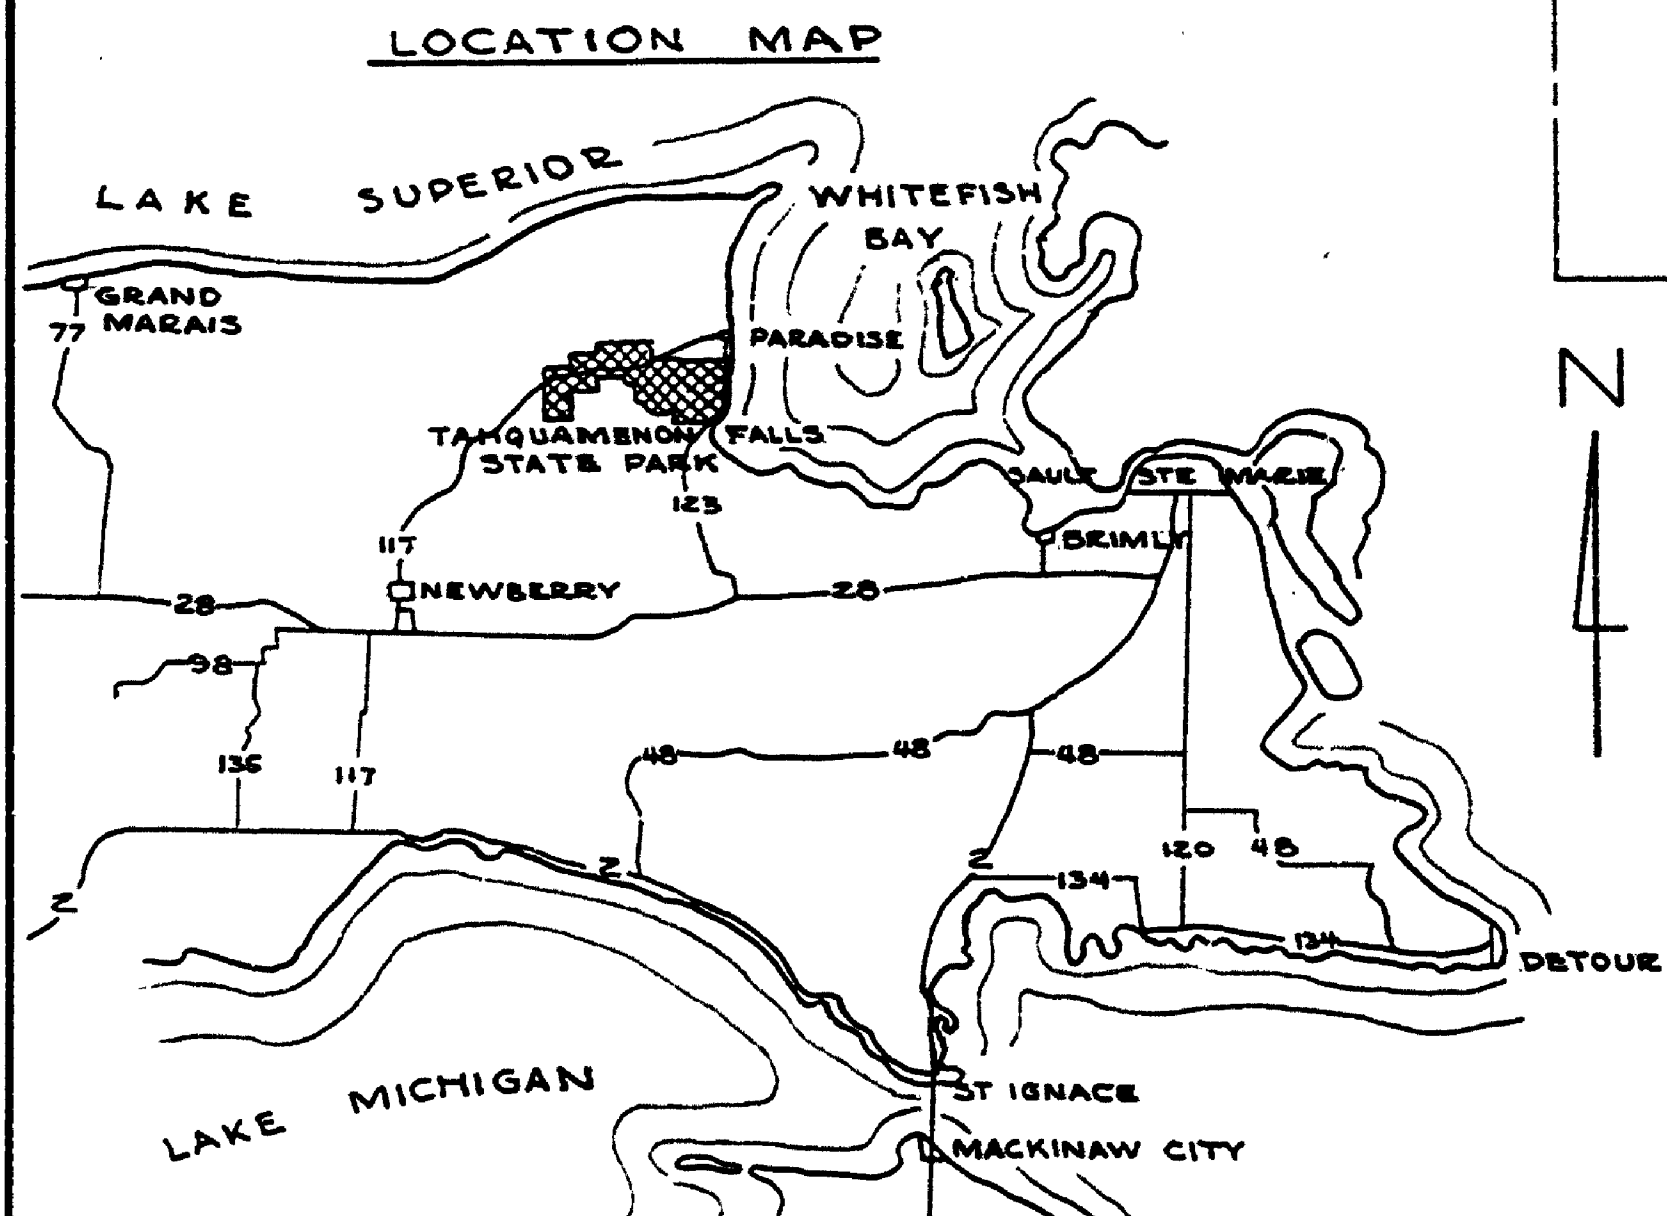 LOCATION MAP
LAKE SUPERIOR
WHITEFISH
BAY
GRAND
MARAIS
77
PARADISE
TAHQUAMENON FALLS
STATE PARK
SAULT STE MARIE
123
N
117
BRIMLY
NEWBERRY
28
28
98
48
48
48
136
117
120
48
2
2
134
2
134
DETOUR
LAKE MICHIGAN
ST IGNACE
MACKINAW CITY